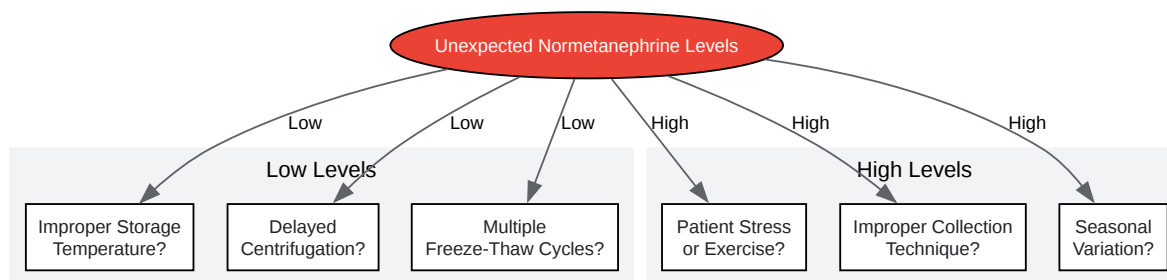 Unexpected Normetanephrine Levels
Low
Low
Low
High
High
High
Low Levels
High Levels
Improper Storage
Temperature?
Delayed
Centrifugation?
Multiple
Freeze-Thaw Cycles?
Patient Stress
or Exercise?
Improper Collection
Technique?
Seasonal
Variation?